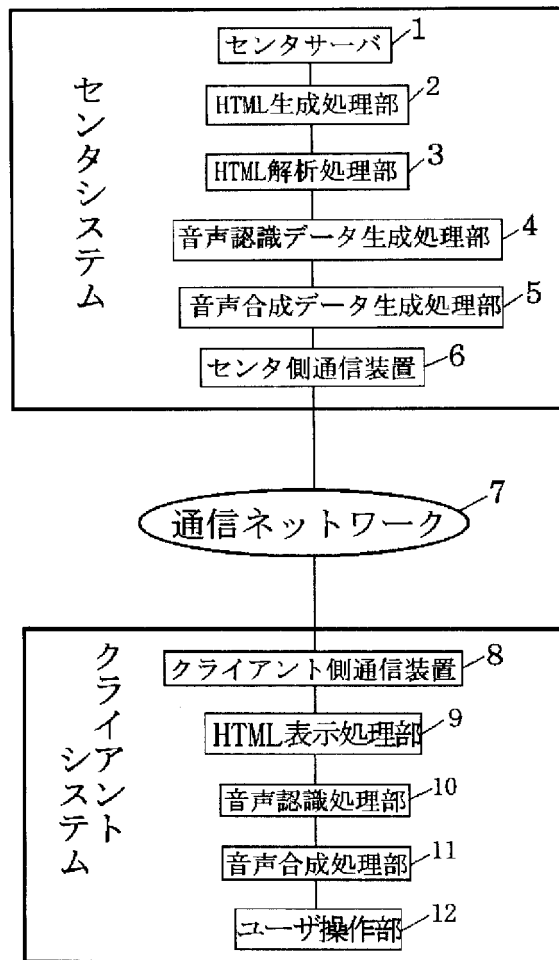 センタシステム
センタサーバ 1
HTML生成処理部 2
HTML解析処理部 3
音声認識データ生成処理部 4
音声合成データ生成処理部 5
センタ側通信装置 6
通信ネットワーク 7
クライアント
システム
クライアント側通信装置 8
HTML表示処理部 9
音声認識処理部 10
音声合成処理部 11
ユーザ操作部 12